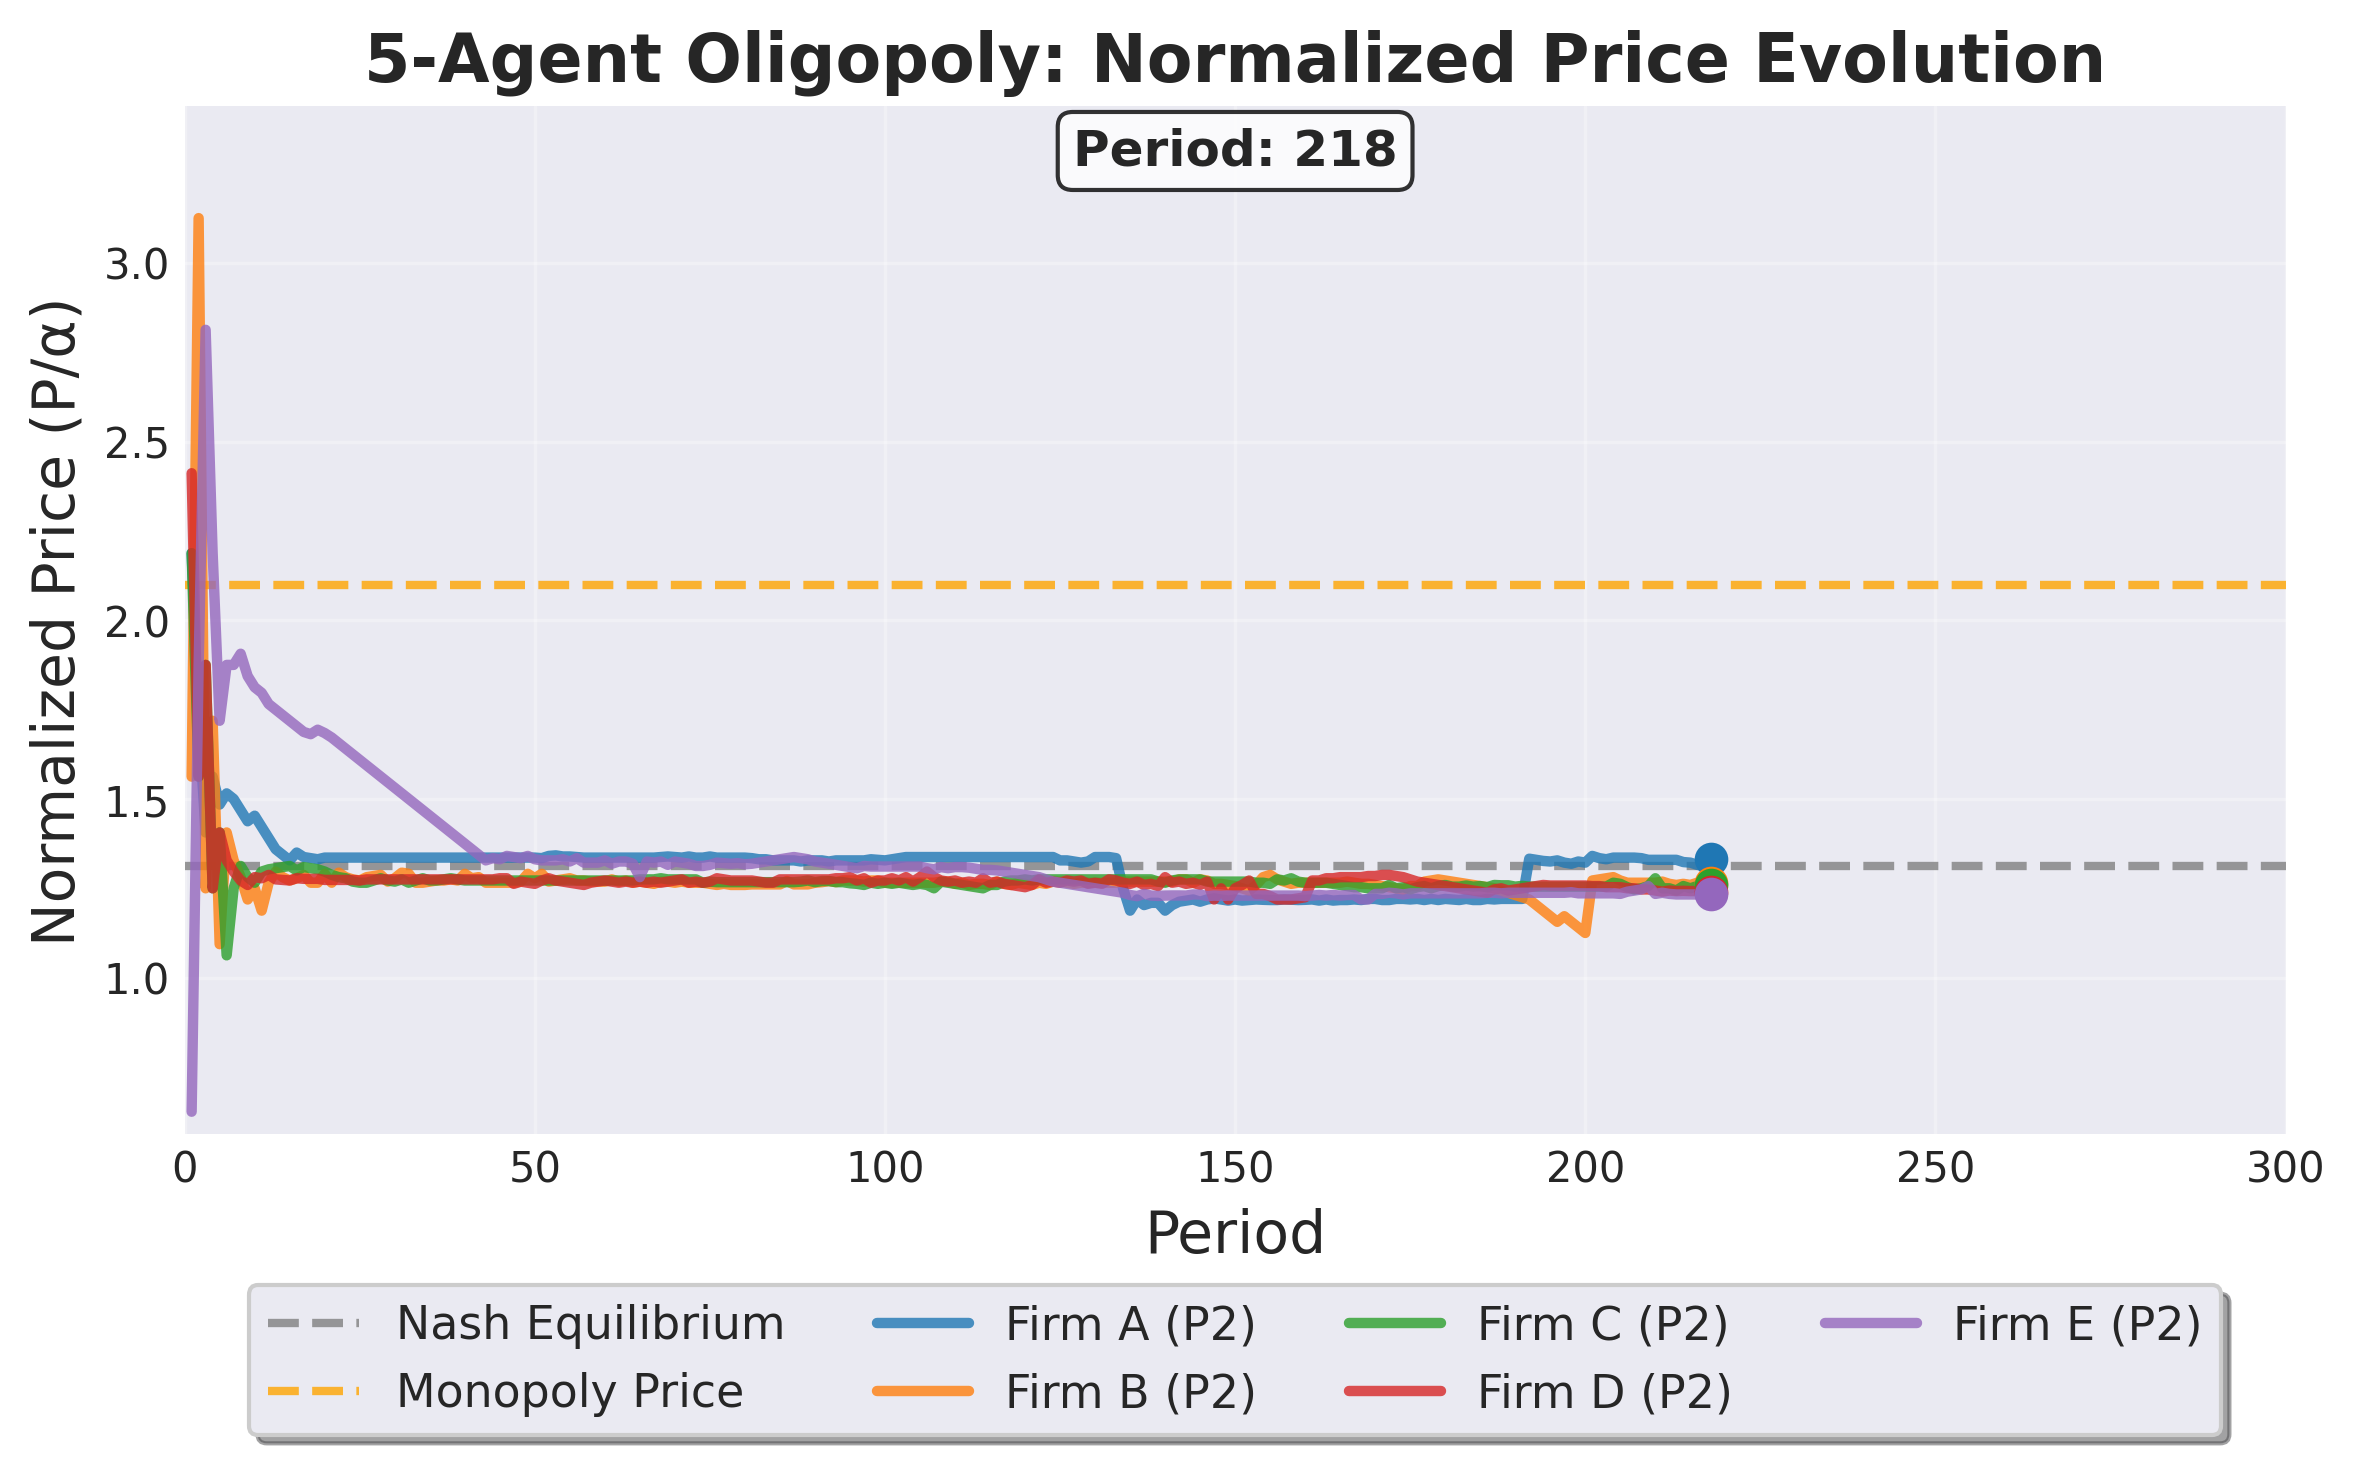 5-Agent Oligopoly: Normalized Price Evolution
Period: 218
Normalized Price (P/α)
3.0
2.5
2.0
1.5
1.0
0 50 100 150 200 250 300
Period
Nash Equilibrium
Monopoly Price
Firm A (P2)
Firm B (P2)
Firm C (P2)
Firm D (P2)
Firm E (P2)